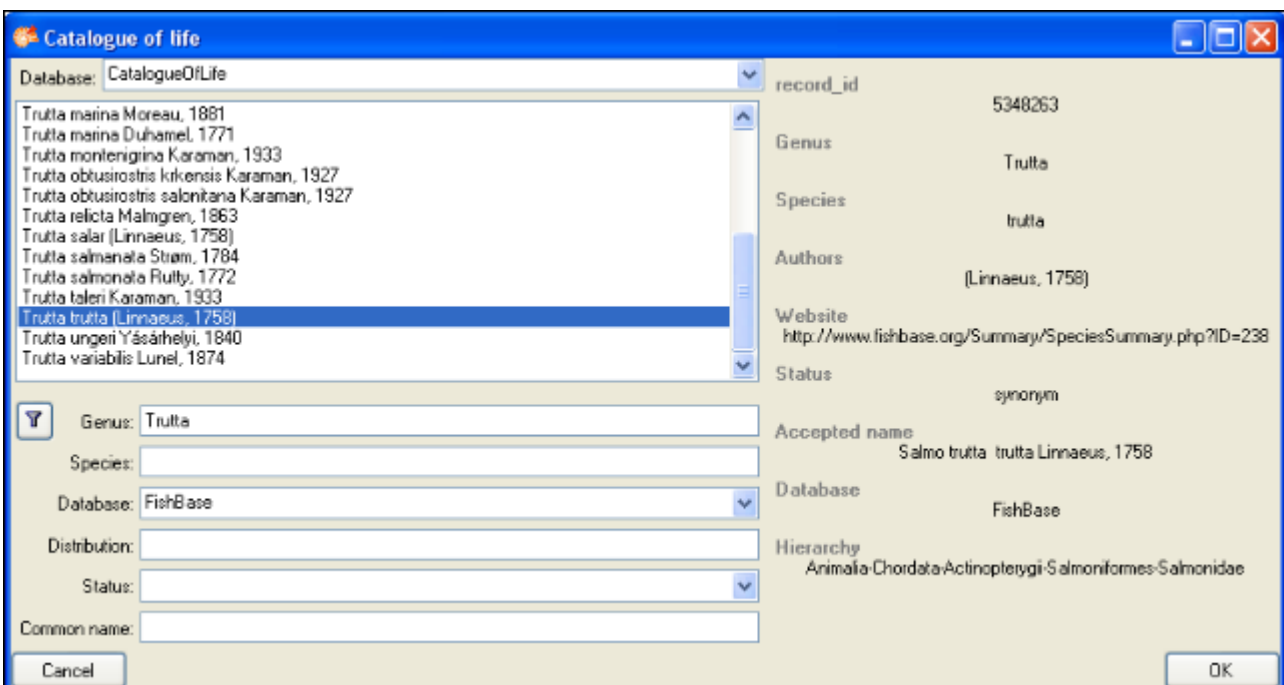 Catalogue of life
Database: CatalogueOfLife
Trutta marina Moreau, 1881
Trutta marina Duhamel, 1771
Trutta montenigrina Karaman, 1933
Trutta obtusirostris krkensis Karaman, 1927
Trutta obtusirostris salonitana Karaman, 1927
Trutta relicta Malmgren, 1863
Trutta salar (Linnaeus, 1758)
Trutta salmanata Strøm, 1784
Trutta salmonata Rutty, 1772
Trutta taleri Karaman, 1933
Trutta trutta (Linnaeus, 1758)
Trutta ungeri Yásárhelyi, 1840
Trutta variabilis Lunel, 1874
Genus: Trutta
Species:
Database: FishBase
Distribution:
Status:
Common name:
Cancel
record_id
5348263
Genus
Trutta
Species
trutta
Authors
(Linnaeus, 1758)
Website
http://www.fishbase.org/Summary/SpeciesSummary.php?ID=238
Status
synonym
Accepted name
Salmo trutta trutta Linnaeus, 1758
Database
FishBase
Hierarchy
Animalia-Chordata-Actinopterygii-Salmoniformes-Salmonidae
OK